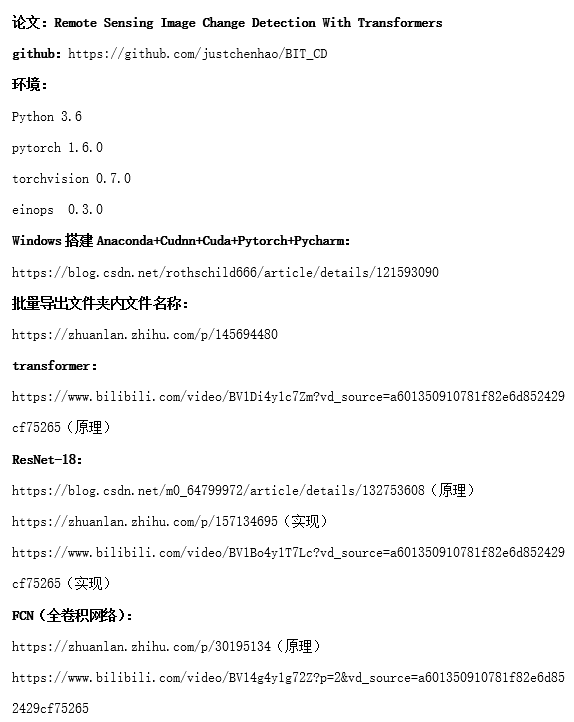 论文：Remote Sensing Image Change Detection With Transformers
github：https://github.com/justchenhao/BIT_CD
环境：
Python 3.6
pytorch 1.6.0
torchvision 0.7.0
einops  0.3.0
Windows 搭建 Anaconda+Cudnn+Cuda+Pytorch+Pycharm：
https://blog.csdn.net/rothschild666/article/details/121593090
批量导出文件夹内文件名称：
https://zhuanlan.zhihu.com/p/145694480
transformer：
https://www.bilibili.com/video/BV1Di4y1c7Zm?vd_source=a601350910781f82e6d852429
cf75265（原理）
ResNet-18：
https://blog.csdn.net/m0_64799972/article/details/132753608（原理）
https://zhuanlan.zhihu.com/p/157134695（实现）
https://www.bilibili.com/video/BV1Bo4y1T7Lc?vd_source=a601350910781f82e6d852429
cf75265（实现）
FCN（全卷积网络）：
https://zhuanlan.zhihu.com/p/30195134（原理）
https://www.bilibili.com/video/BV14g4y1g72Z?p=2&vd_source=a601350910781f82e6d85
2429cf75265